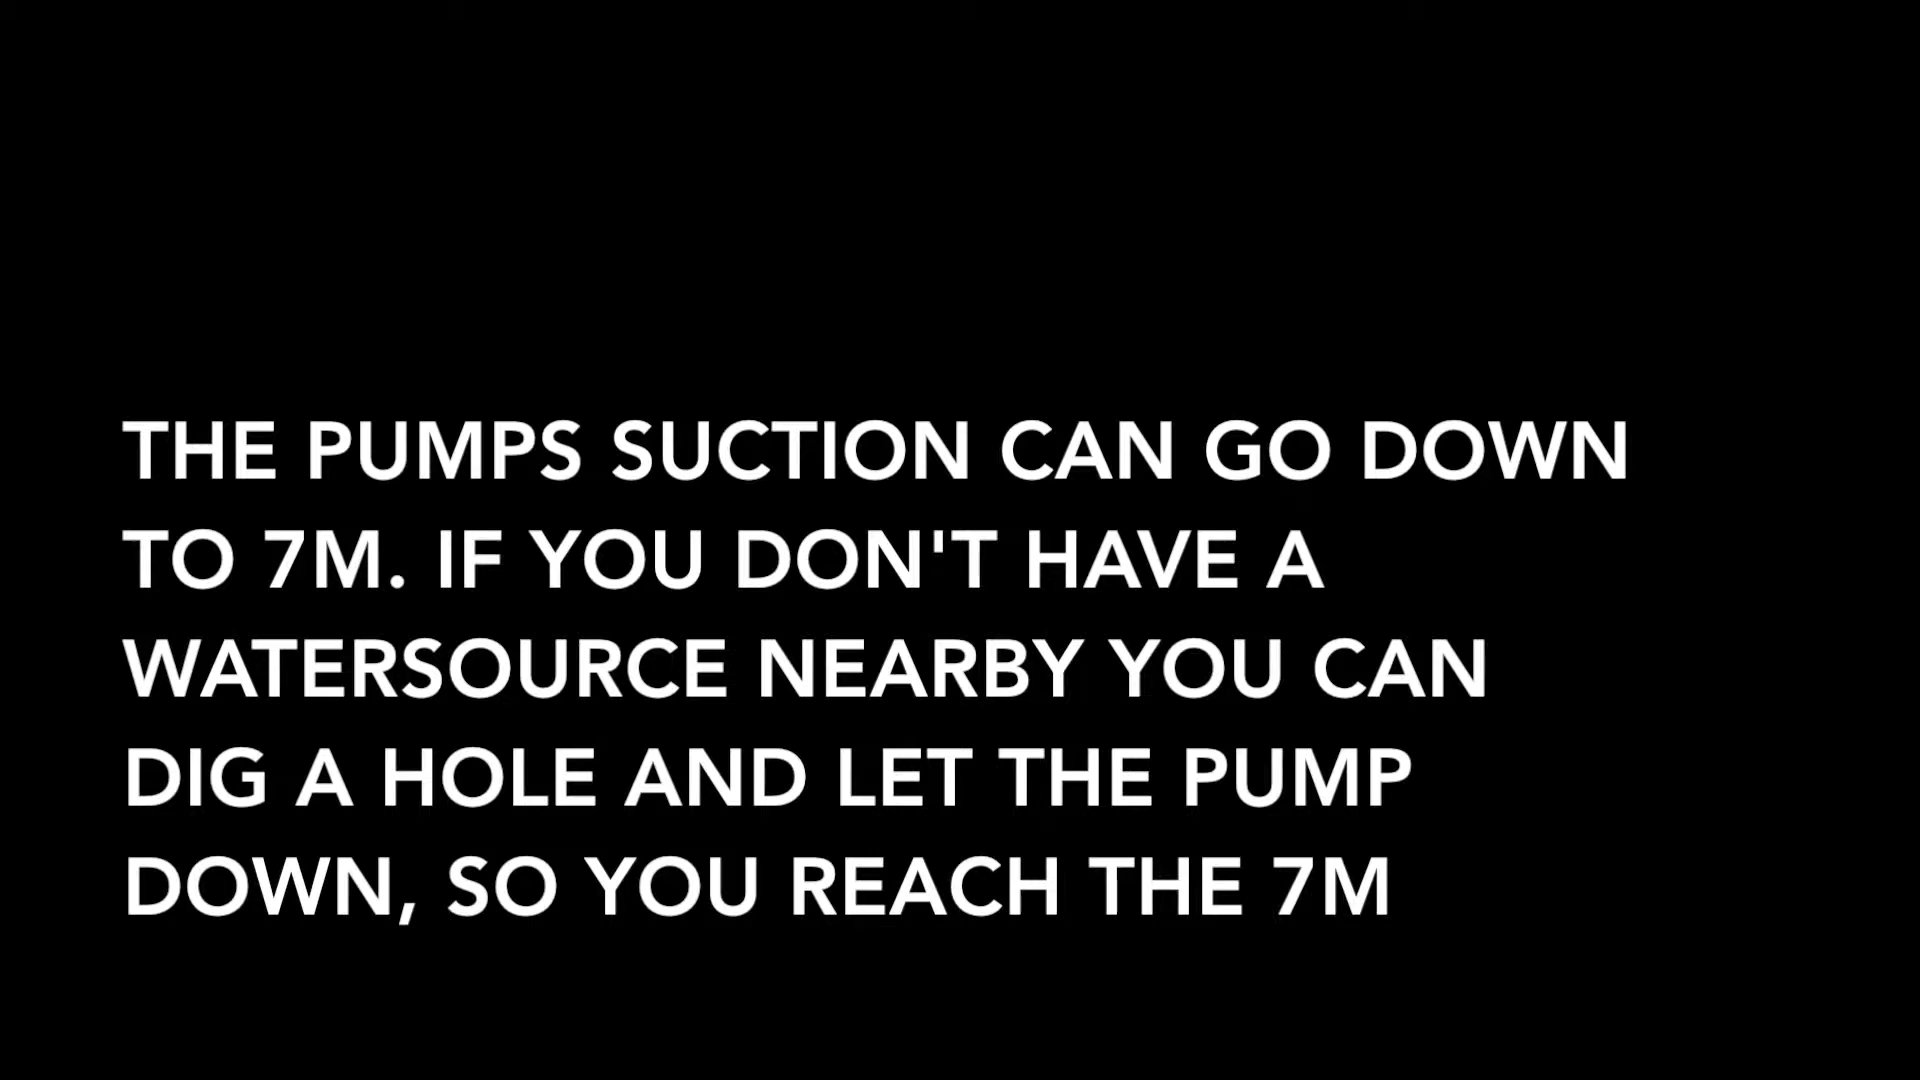 THE PUMPS SUCTION CAN GO DOWN
TO 7M. IF YOU DON'T HAVE A
WATERSOURCE NEARBY YOU CAN
DIG A HOLE AND LET THE PUMP
DOWN, SO YOU REACH THE 7M